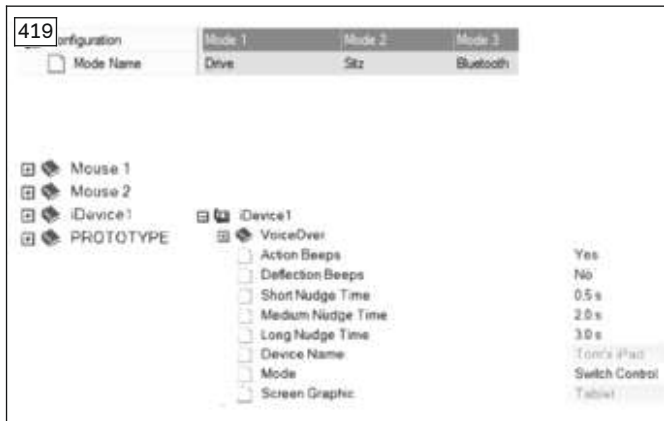 419
onfiguration Mode 1 Mode 2 Mode 3
Mode Name Drive Sitz Bluetooth
Mouse 1
Mouse 2
iDevice1 iDevice1
PROTOTYPE VoiceOver
Action Beeps Yes
Deflection Beeps No
Short Nudge Time 0.5 s
Medium Nudge Time 2.0 s
Long Nudge Time 3.0 s
Device Name Tom's iPad
Mode Switch Control
Screen Graphic Tablet